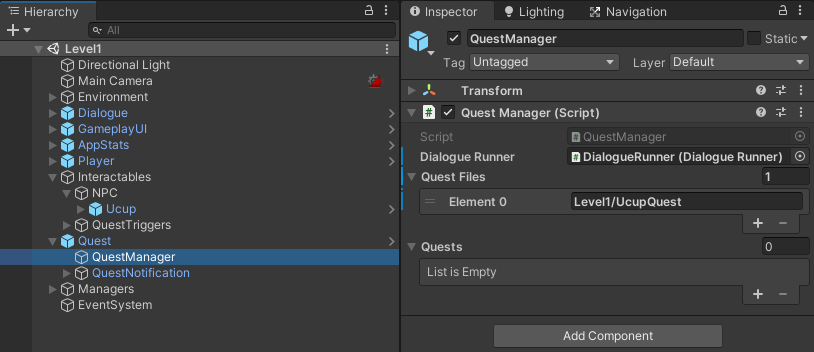 Hierarchy
All
Level1
Directional Light
Main Camera
Environment
Dialogue
GameplayUI
AppStats
Player
Interactables
NPC
Ucup
QuestTriggers
Quest
QuestManager
QuestNotification
Managers
EventSystem
Inspector
Lighting
Navigation
QuestManager
Static
Tag Untagged
Layer Default
Transform
Quest Manager (Script)
Script QuestManager
Dialogue Runner DialogueRunner (Dialogue Runner)
Quest Files 1
Element 0 Level1/UcupQuest
Quests 0
List is Empty
Add Component